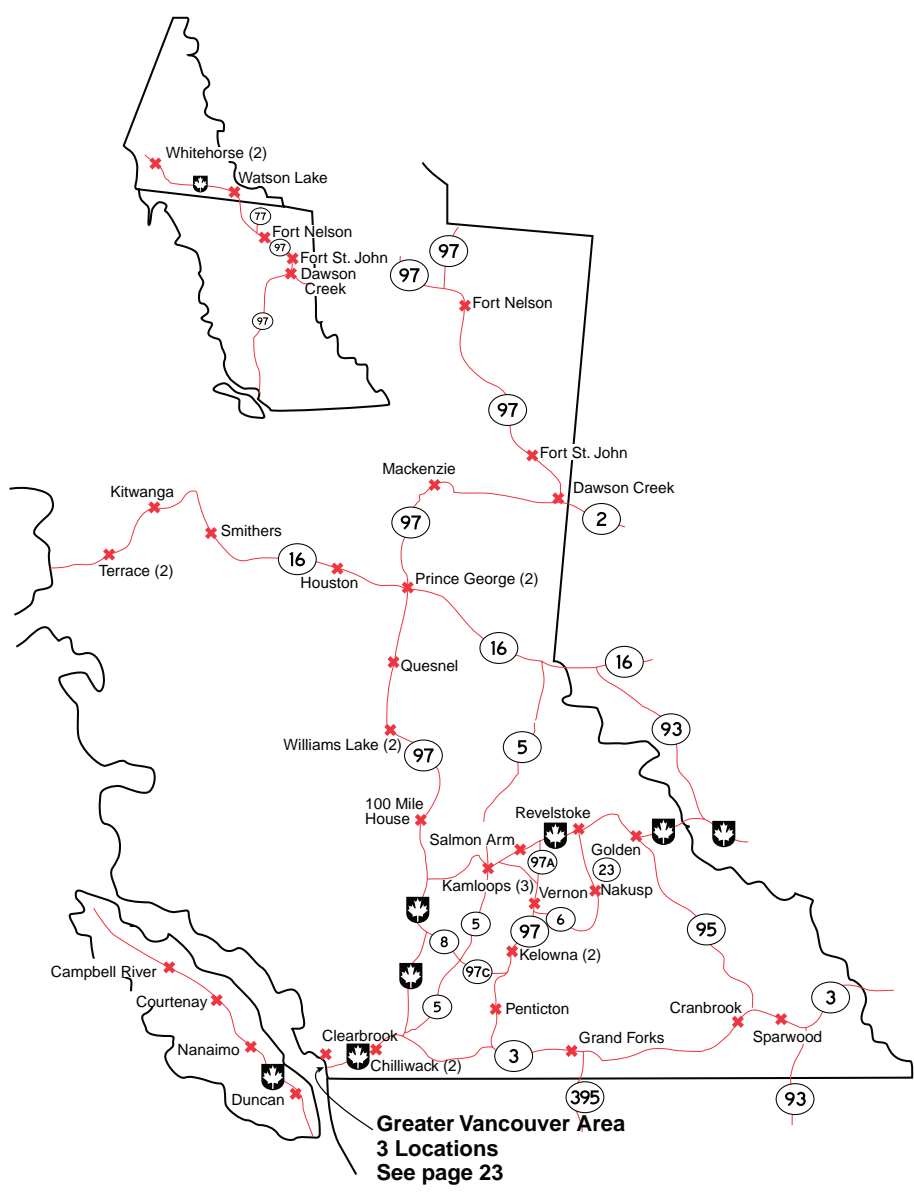 Whitehorse (2)
Watson Lake
77
Fort Nelson
97
Fort St. John
Dawson
Creek
97
97
97
Fort Nelson
97
Fort St. John
Mackenzie
Dawson Creek
Kitwanga
97
2
Smithers
16
Terrace (2)
Houston
Prince George (2)
16
16
Quesnel
93
Williams Lake (2)
97
5
100 Mile
House
Revelstoke
Salmon Arm
Golden
97A
23
Kamloops (3)
Vernon
Nakusp
5
6
97
95
8
Kelowna (2)
97C
Campbell River
5
3
Courtenay
Penticton
Cranbrook
Sparwood
Clearbrook
Grand Forks
Nanaimo
3
Chilliwack (2)
Duncan
395
93
Greater Vancouver Area
3 Locations
See page 23